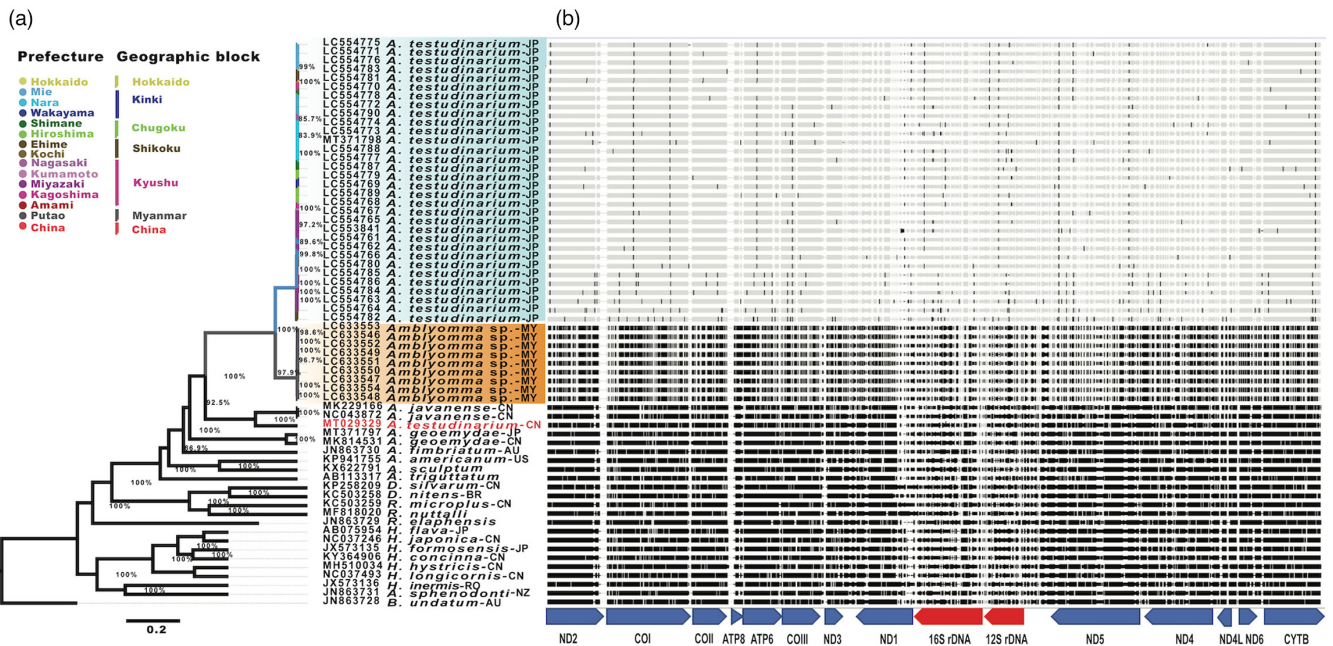 (a)
(b)
Prefecture
Geographic block
Hokkaido
Mie
Nara
Wakayama
Shimane
Hiroshima
Ehime
Kochi
Nagasaki
Kumamoto
Miyazaki
Kagoshima
Amami
Putao
China
Hokkaido
Kinki
Chugoku
Shikoku
Kyushu
Myanmar
China
LC554775 A. testudinarium-JP
LC554771 A. testudinarium-JP
LC554776 A. testudinarium-JP
LC554783 A. testudinarium-JP
LC554781 A. testudinarium-JP
LC554770 A. testudinarium-JP
LC554778 A. testudinarium-JP
LC554772 A. testudinarium-JP
LC554790 A. testudinarium-JP
LC554774 A. testudinarium-JP
LC554773 A. testudinarium-JP
MT371798 A. testudinarium-JP
LC554788 A. testudinarium-JP
LC554777 A. testudinarium-JP
LC554787 A. testudinarium-JP
LC554779 A. testudinarium-JP
LC554769 A. testudinarium-JP
LC554789 A. testudinarium-JP
LC554768 A. testudinarium-JP
LC554767 A. testudinarium-JP
LC554765 A. testudinarium-JP
LC553841 A. testudinarium-JP
LC554761 A. testudinarium-JP
LC554762 A. testudinarium-JP
LC554766 A. testudinarium-JP
LC554780 A. testudinarium-JP
LC554785 A. testudinarium-JP
LC554786 A. testudinarium-JP
LC554784 A. testudinarium-JP
LC554763 A. testudinarium-JP
LC554764 A. testudinarium-JP
LC554782 A. testudinarium-JP
LC633553 Amblyomma sp.-MY
LC633546 Amblyomma sp.-MY
LC633552 Amblyomma sp.-MY
LC633549 Amblyomma sp.-MY
LC633551 Amblyomma sp.-MY
LC633550 Amblyomma sp.-MY
LC633547 Amblyomma sp.-MY
LC633554 Amblyomma sp.-MY
LC633548 Amblyomma sp.-MY
MK229166 A. javanense-CN
NC043872 A. javanense-CN
MT029329 A. testudinarium-CN
MT371797 A. geoemydae-JP
MK814531 A. geoemydae-CN
JN863730 A. fimbriatum-AU
KP941755 A. americanum-US
KX622791 A. sculptum
AB113317 A. triguttatum
KP258209 D. silvarum-CN
KC503258 D. nitens-BR
KC503259 R. microplus-CN
MF818020 R. nuttalli
JN863729 R. elaphensis
AB075954 H. flava-JP
NC037246 H. japonica-CN
JX573135 H. formosensis-JP
KY364906 H. concinna-CN
MH510034 H. hystricis-CN
NC037493 H. longicornis-CN
JX573136 H. inermis-RO
JN863731 A. sphenodonti-NZ
JN863728 B. undatum-AU
99%
100%
85.7%
83.9%
100%
100%
97.2%
89.6%
99.8%
100%
100%
100%
100%
100%
98.6%
100%
100%
96.7%
97.9%
100%
100%
100%
92.5%
100%
100%
00%
86.9%
100%
100%
100%
100%
100%
100%
100%
100%
100%
100%
100%
100%
0.2
ND2
COI
COII
ATP8
ATP6
COIII
ND3
ND1
16S rDNA
12S rDNA
ND5
ND4
ND4L
ND6
CYTB